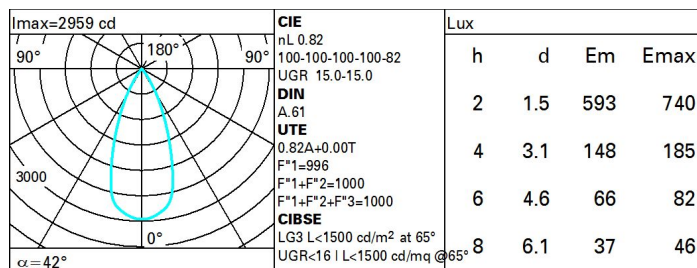 Imax=2959 cd
90° 180° 90°
3000
0°
α=42°
CIE
nL 0.82
100-100-100-100-82
UGR 15.0-15.0
DIN
A.61
UTE
0.82A+0.00T
F"1=996
F"1+F"2=1000
F"1+F"2+F"3=1000
CIBSE
LG3 L<1500 cd/m² at 65°
UGR<16 | L<1500 cd/mq @65°
Lux
h d Em Emax
2 1.5 593 740
4 3.1 148 185
6 4.6 66 82
8 6.1 37 46